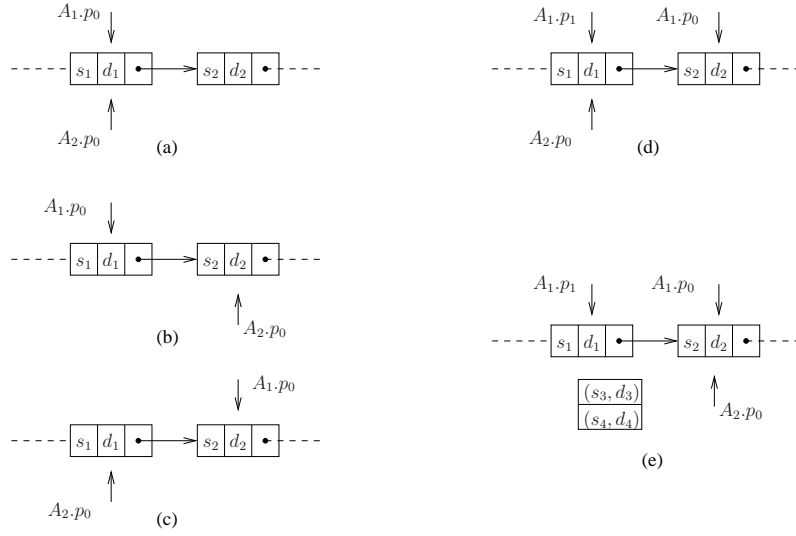 A₁.p₀
s₁ d₁ s₂ d₂
A₂.p₀
(a)
A₁.p₀
s₁ d₁ s₂ d₂
A₂.p₀
(b)
A₁.p₀
s₁ d₁ s₂ d₂
A₂.p₀
(c)
A₁.p₁ A₁.p₀
s₁ d₁ s₂ d₂
A₂.p₀
(d)
A₁.p₁ A₁.p₀
s₁ d₁ s₂ d₂
(s₃, d₃)
(s₄, d₄)
A₂.p₀
(e)